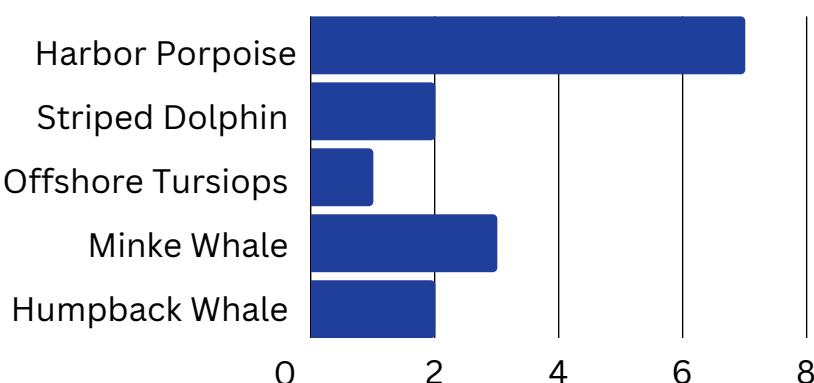 Harbor Porpoise
Striped Dolphin
Offshore Tursiops
Minke Whale
Humpback Whale
0 2 4 6 8